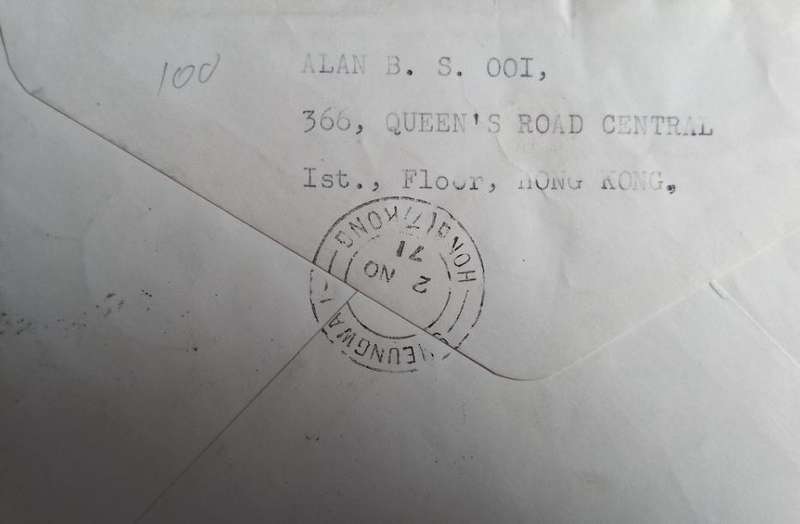 100
ALAN B. S. OOI,
366, QUEEN'S ROAD CENTRAL
Ist., Floor, HONG KONG.
HONG KONG
2 NO
71